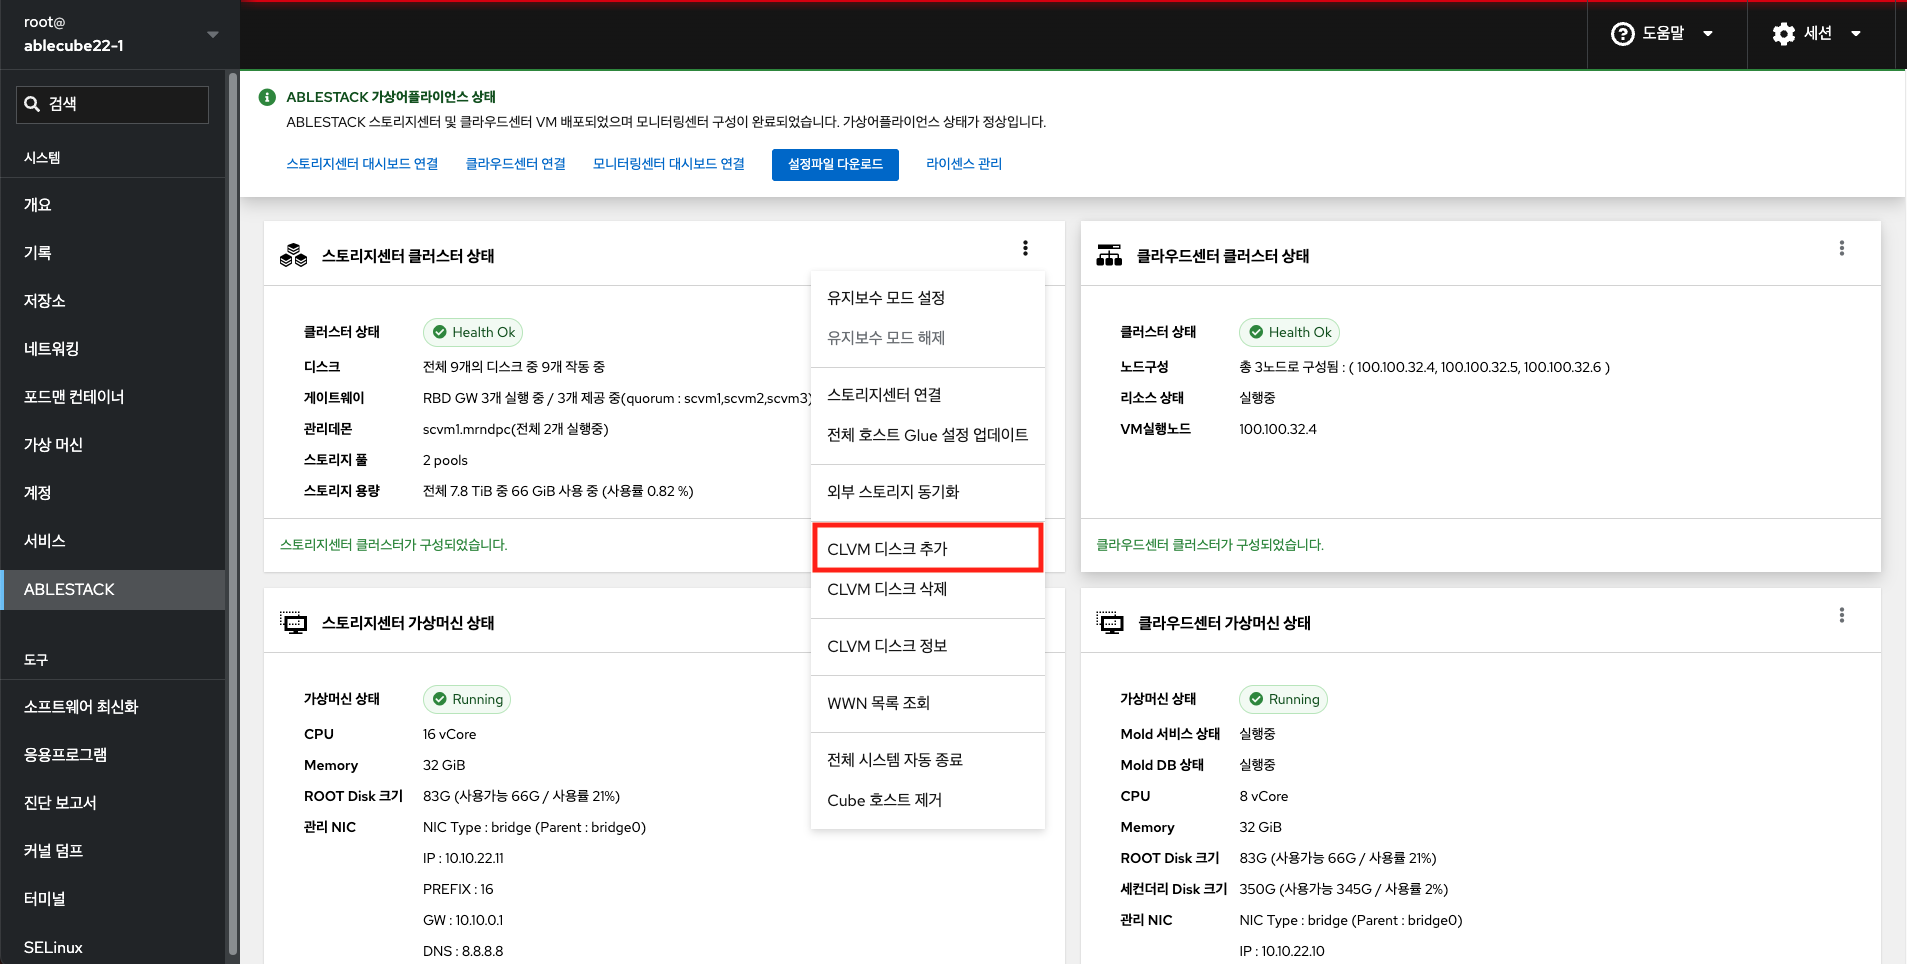 root@
ablecube22-1
도움말
세션
검색
시스템
개요
기록
저장소
네트워킹
포드맨 컨테이너
가상 머신
계정
서비스
ABLESTACK
도구
소프트웨어 최신화
응용프로그램
진단 보고서
커널 덤프
터미널
SELinux
ABLESTACK 가상어플라이언스 상태
ABLESTACK 스토리지센터 및 클라우드센터 VM 배포되었으며 모니터링센터 구성이 완료되었습니다. 가상어플라이언스 상태가 정상입니다.
스토리지센터 대시보드 연결 클라우드센터 연결 모니터링센터 대시보드 연결 설정파일 다운로드 라이센스 관리
스토리지센터 클러스터 상태
클러스터 상태 Health Ok
디스크 전체 9개의 디스크 중 9개 작동 중
게이트웨이 RBD GW 3개 실행 중 / 3개 제공 중(quorum : scvm1,scvm2,scvm3)
관리데몬 scvm1.mrndpc(전체 2개 실행중)
스토리지 풀 2 pools
스토리지 용량 전체 7.8 TiB 중 66 GiB 사용 중 (사용률 0.82 %)
스토리지센터 클러스터가 구성되었습니다.
유지보수 모드 설정
유지보수 모드 해제
스토리지센터 연결
전체 호스트 Glue 설정 업데이트
외부 스토리지 동기화
CLVM 디스크 추가
CLVM 디스크 삭제
CLVM 디스크 정보
WWN 목록 조회
전체 시스템 자동 종료
Cube 호스트 제거
클라우드센터 클러스터 상태
클러스터 상태 Health Ok
노드구성 총 3노드로 구성됨 : ( 100.100.32.4, 100.100.32.5, 100.100.32.6 )
리소스 상태 실행중
VM실행노드 100.100.32.4
클라우드센터 클러스터가 구성되었습니다.
스토리지센터 가상머신 상태
가상머신 상태 Running
CPU 16 vCore
Memory 32 GiB
ROOT Disk 크기 83G (사용가능 66G / 사용률 21%)
관리 NIC NIC Type : bridge (Parent : bridge0)
IP : 10.10.22.11
PREFIX : 16
GW : 10.10.0.1
DNS : 8.8.8.8
클라우드센터 가상머신 상태
가상머신 상태 Running
Mold 서비스 상태 실행중
Mold DB 상태 실행중
CPU 8 vCore
Memory 32 GiB
ROOT Disk 크기 83G (사용가능 66G / 사용률 21%)
세컨더리 Disk 크기 350G (사용가능 345G / 사용률 2%)
관리 NIC NIC Type : bridge (Parent : bridge0)
IP : 10.10.22.10